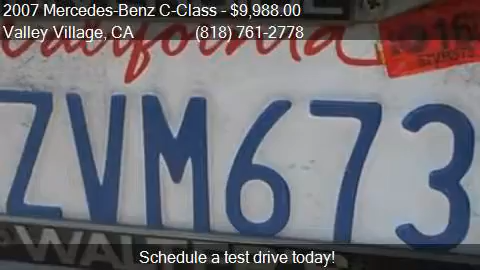 2007 Mercedes-Benz C-Class - $9,988.00
Valley Village, CA (818) 761-2778
California
16
ZVM673
Schedule a test drive today!